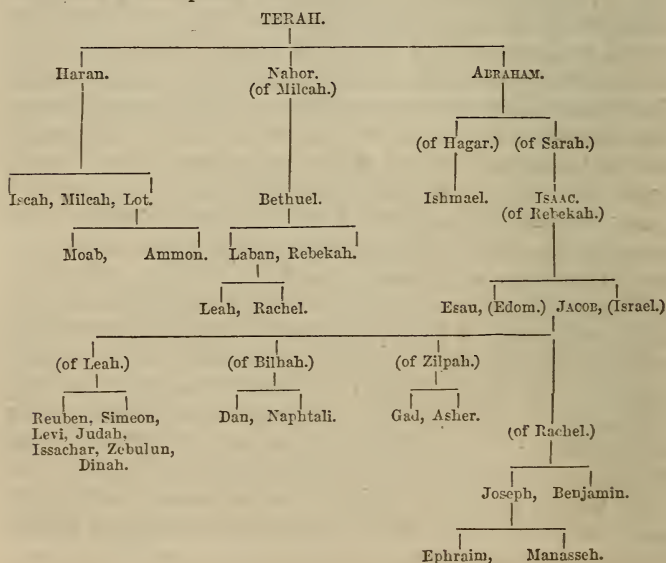 TERAH.
Haran. Nahor. ABRAHAM.
(of Milcah.)
(of Hagar.) (of Sarah.)
Iscah, Milcah, Lot. Bethuel. Ishmael. ISAAC.
(of Rebekah.)
Moab, Ammon. Laban, Rebekah.
Leah, Rachel. Esau, (Edom.) JACOB, (Israel.)
(of Leah.) (of Bilhah.) (of Zilpah.)
Reuben, Simeon, Dan, Naphtali. Gad, Asher.
Levi, Judah, (of Rachel.)
Issachar, Zebulun,
Dinah.
Joseph, Benjamin.
Ephraim, Manasseh.